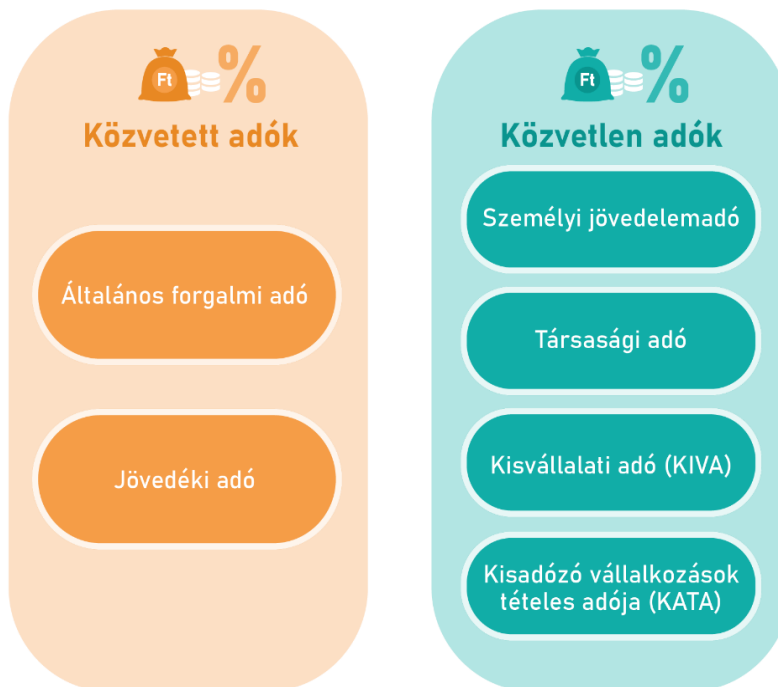 Ft %
Közvetett adók
Általános forgalmi adó
Jövedéki adó
Ft %
Közvetlen adók
Személyi jövedelemadó
Társasági adó
Kisvállalati adó (KIVA)
Kisadózó vállalkozások
tételes adója (KATA)